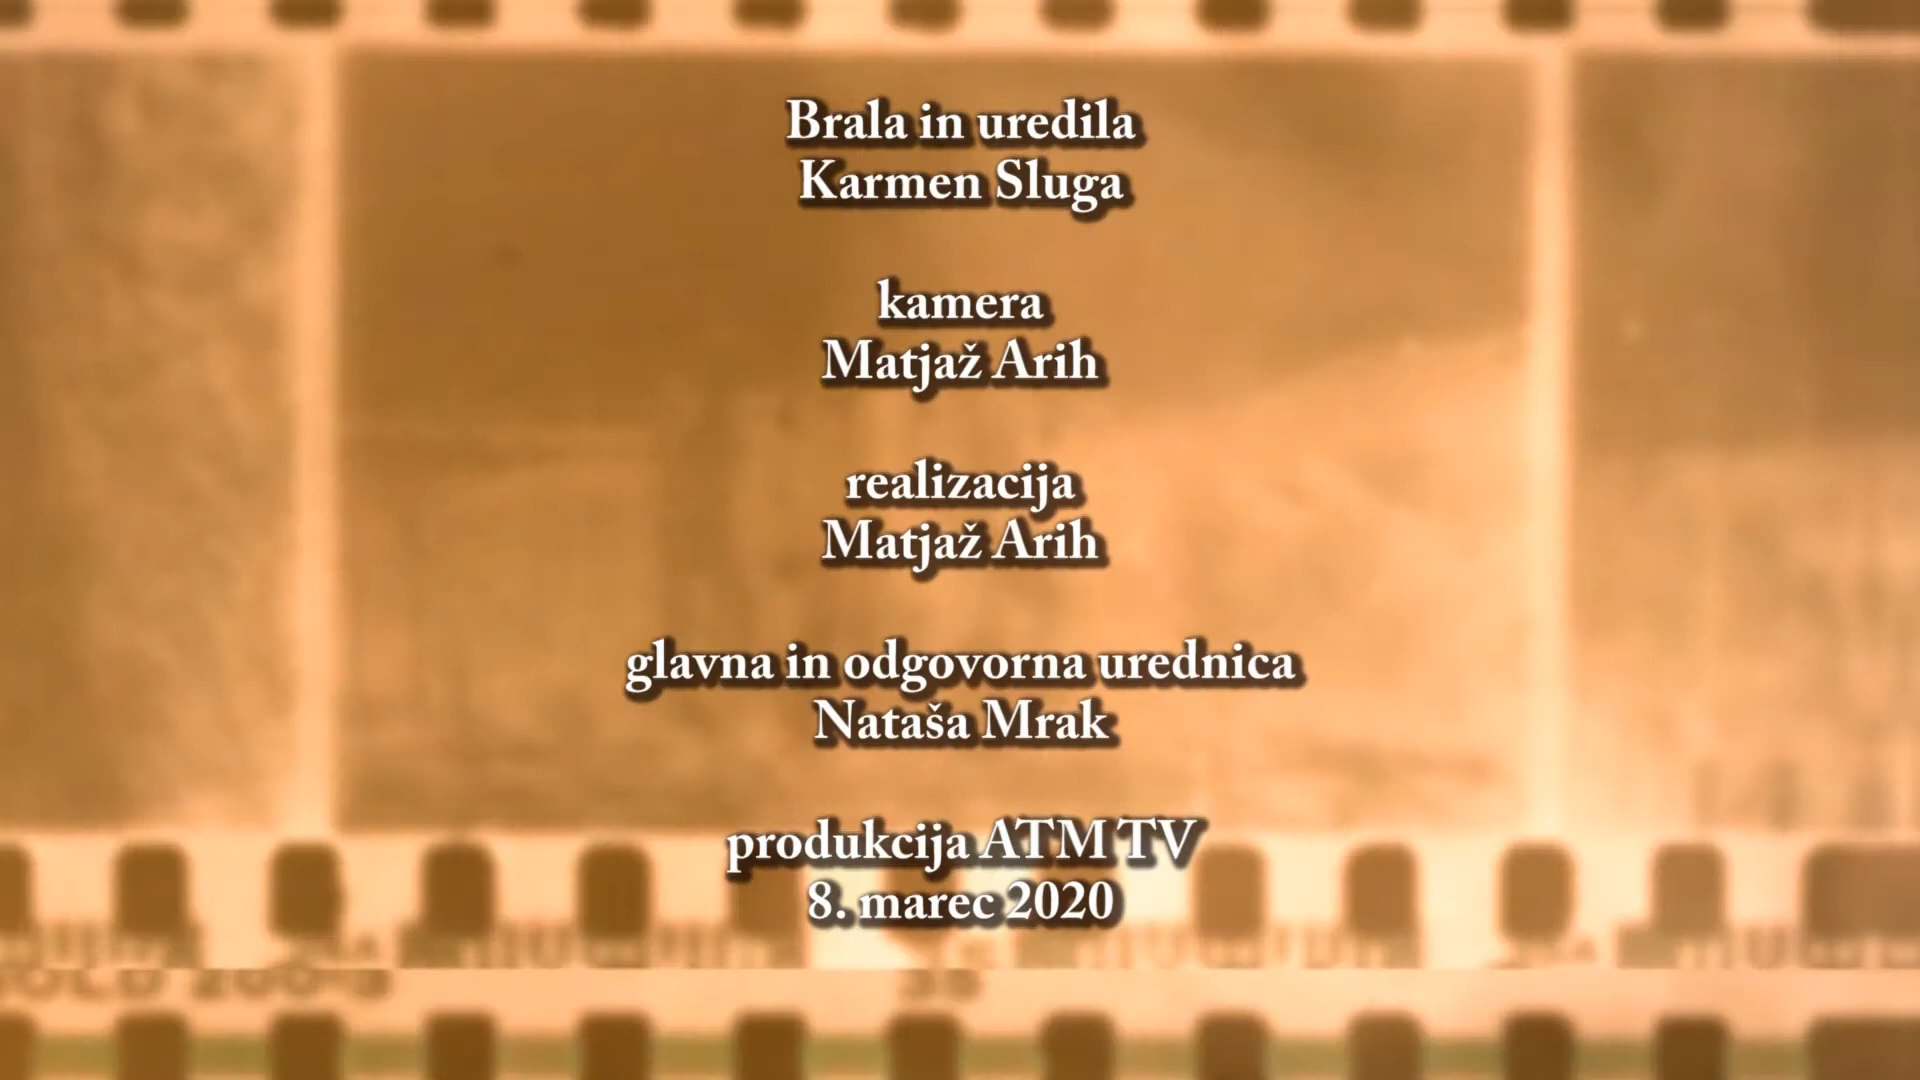 Brala in uredila
Karmen Sluga
kamera
Matjaž Arih
realizacija
Matjaž Arih
glavna in odgovorna urednica
Nataša Mrak
produkcija ATM TV
8. marec 2020